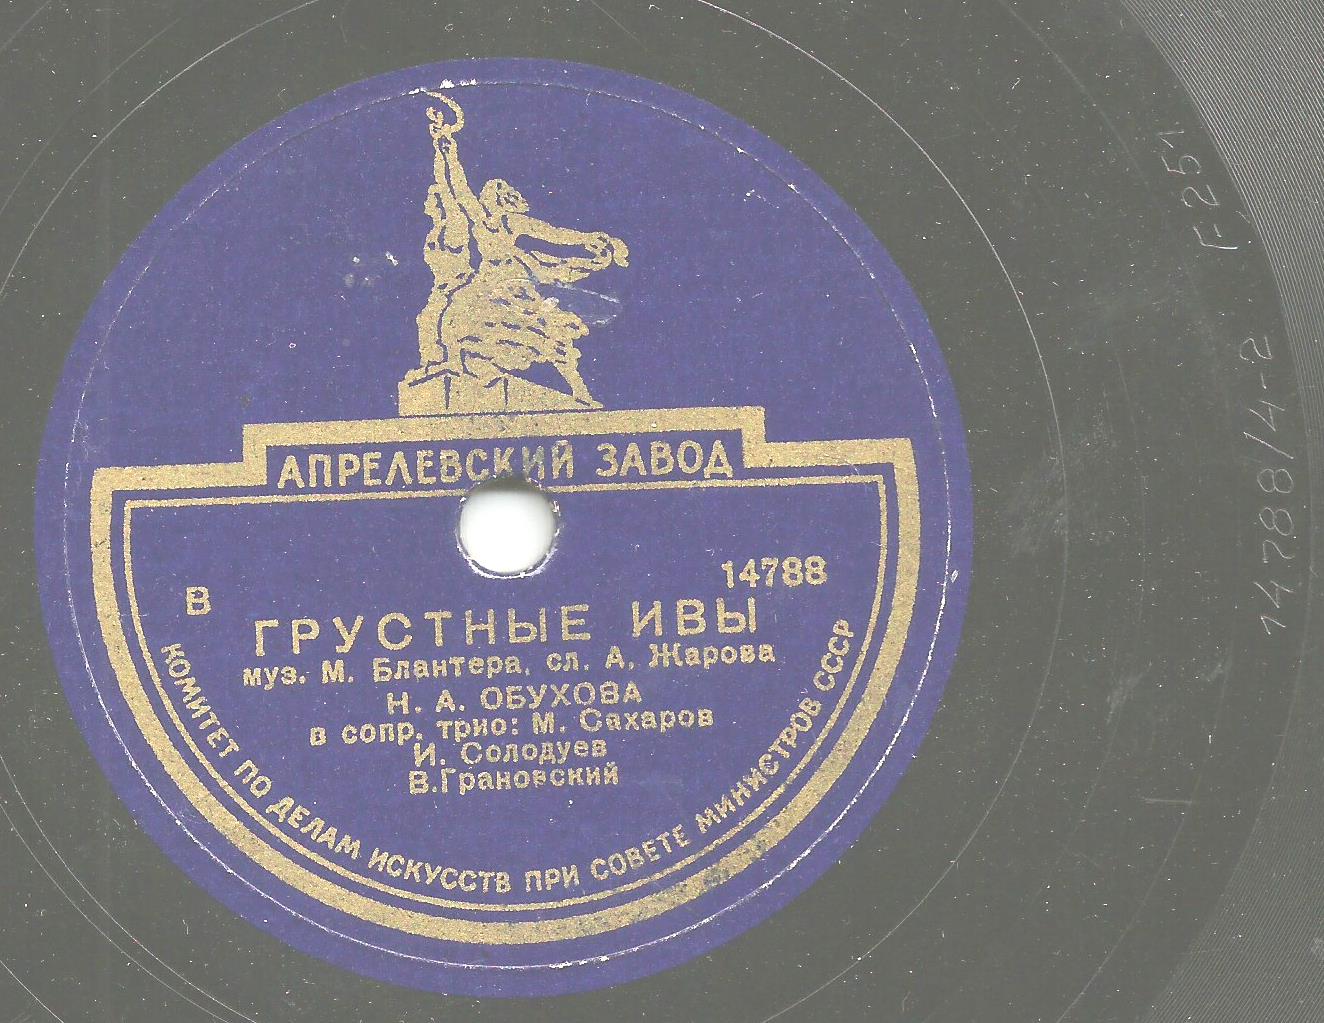 АПРЕЛЕВСКИЙ ЗАВОД
В 14788
ГРУСТНЫЕ ИВЫ
муз. М. Блантера, сл. А. Жарова
Н. А. ОБУХОВА
в сопр. трио: М. Сахаров
И. Солодуев
В.Грановский
КОМИТЕТ ПО ДЕЛАМ ИСКУССТВ ПРИ СОВЕТЕ МИНИСТРОВ СССР
14788/4-2